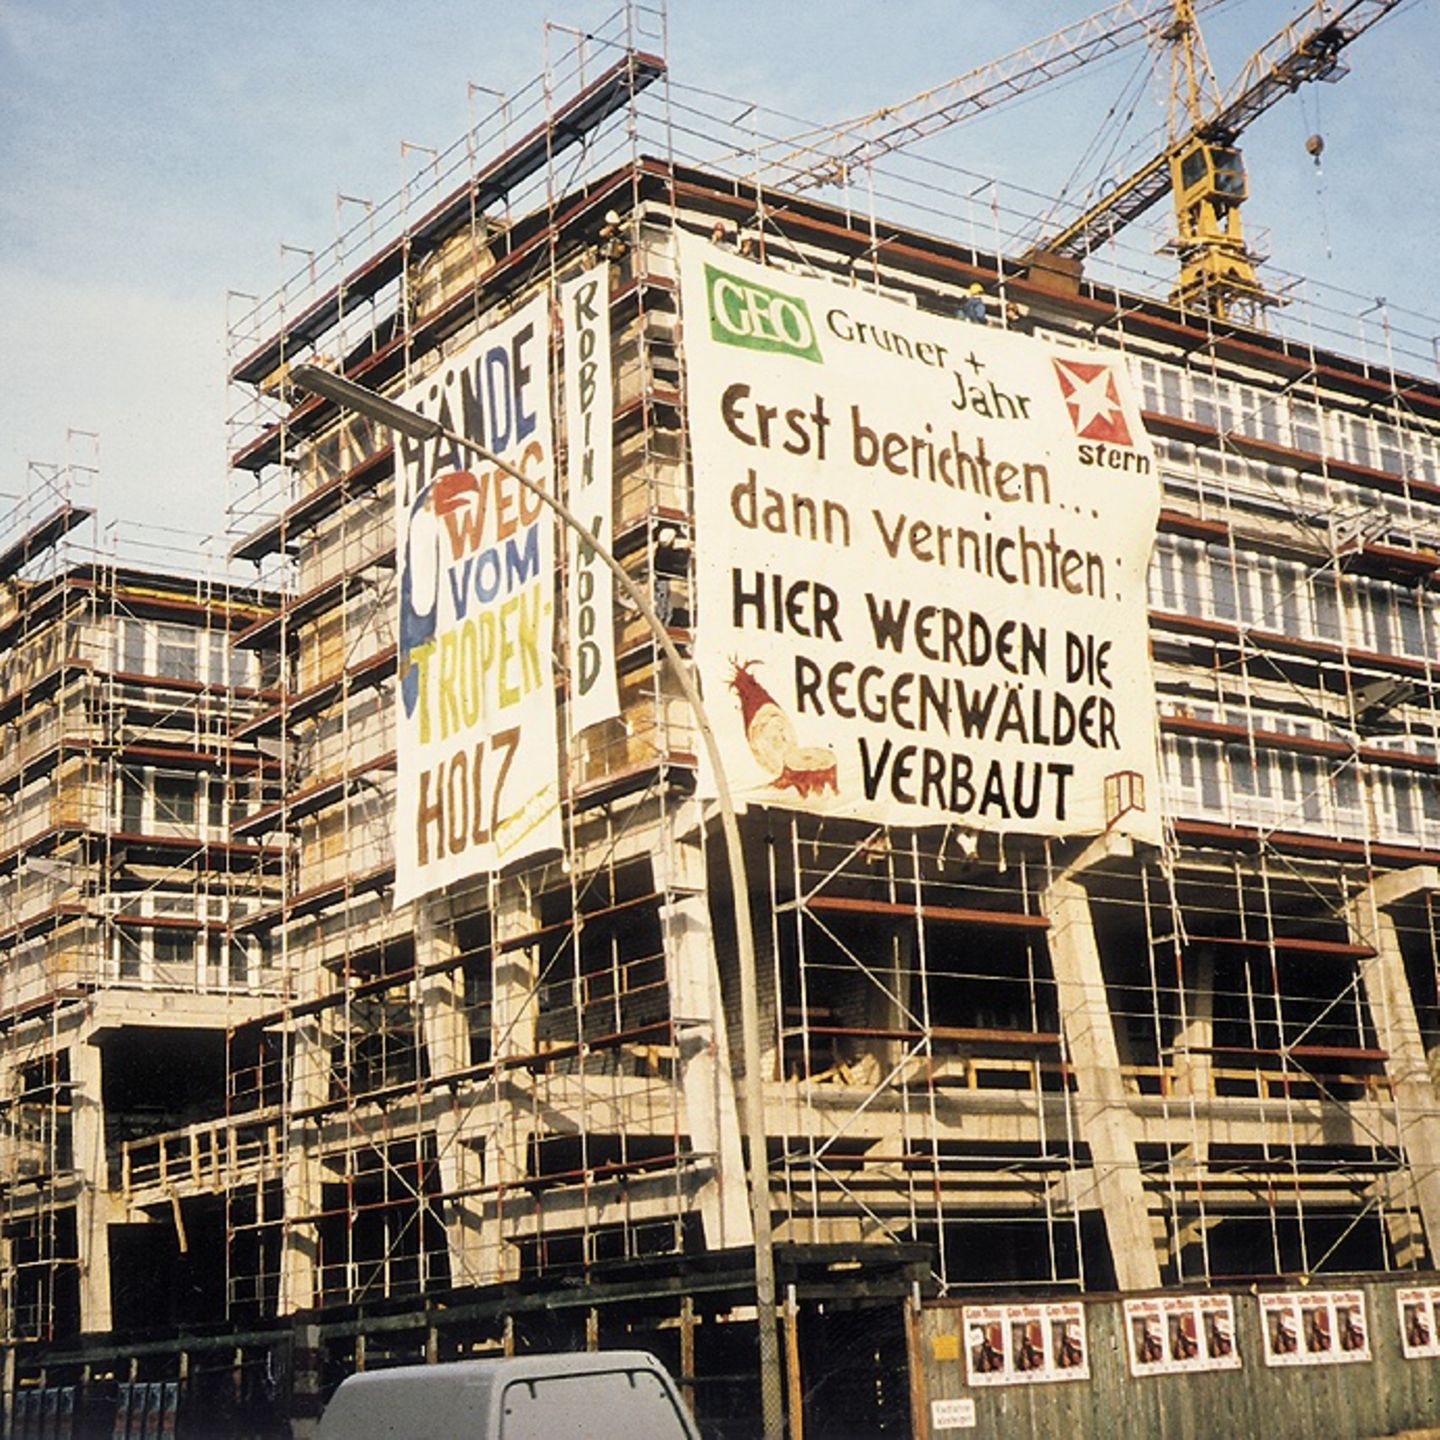 HÄNDE
WEG
VOM
TROPEN-
HOLZ
ROBIN WOOD
GEO
Gruner +
Jahr
stern
Erst berichten...
dann vernichten:
HIER WERDEN DIE
REGENWÄLDER
VERBAUT